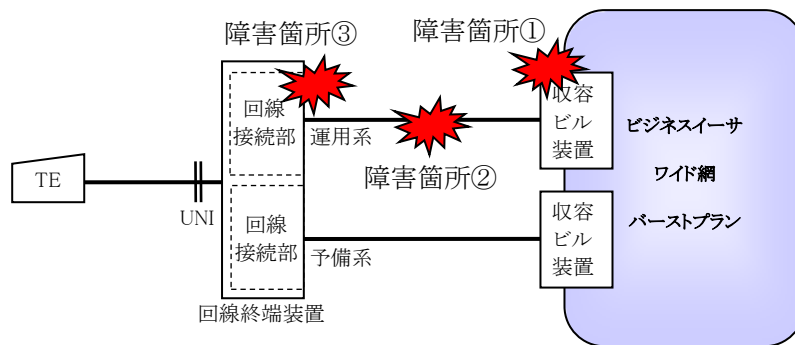 障害箇所③
障害箇所①
回線
接続部
運用系
障害箇所②
収容
ビル
装置
ビジネスイーサ
ワイド網
バーストプラン
TE
UNI
回線
接続部
予備系
収容
ビル
装置
回線終端装置